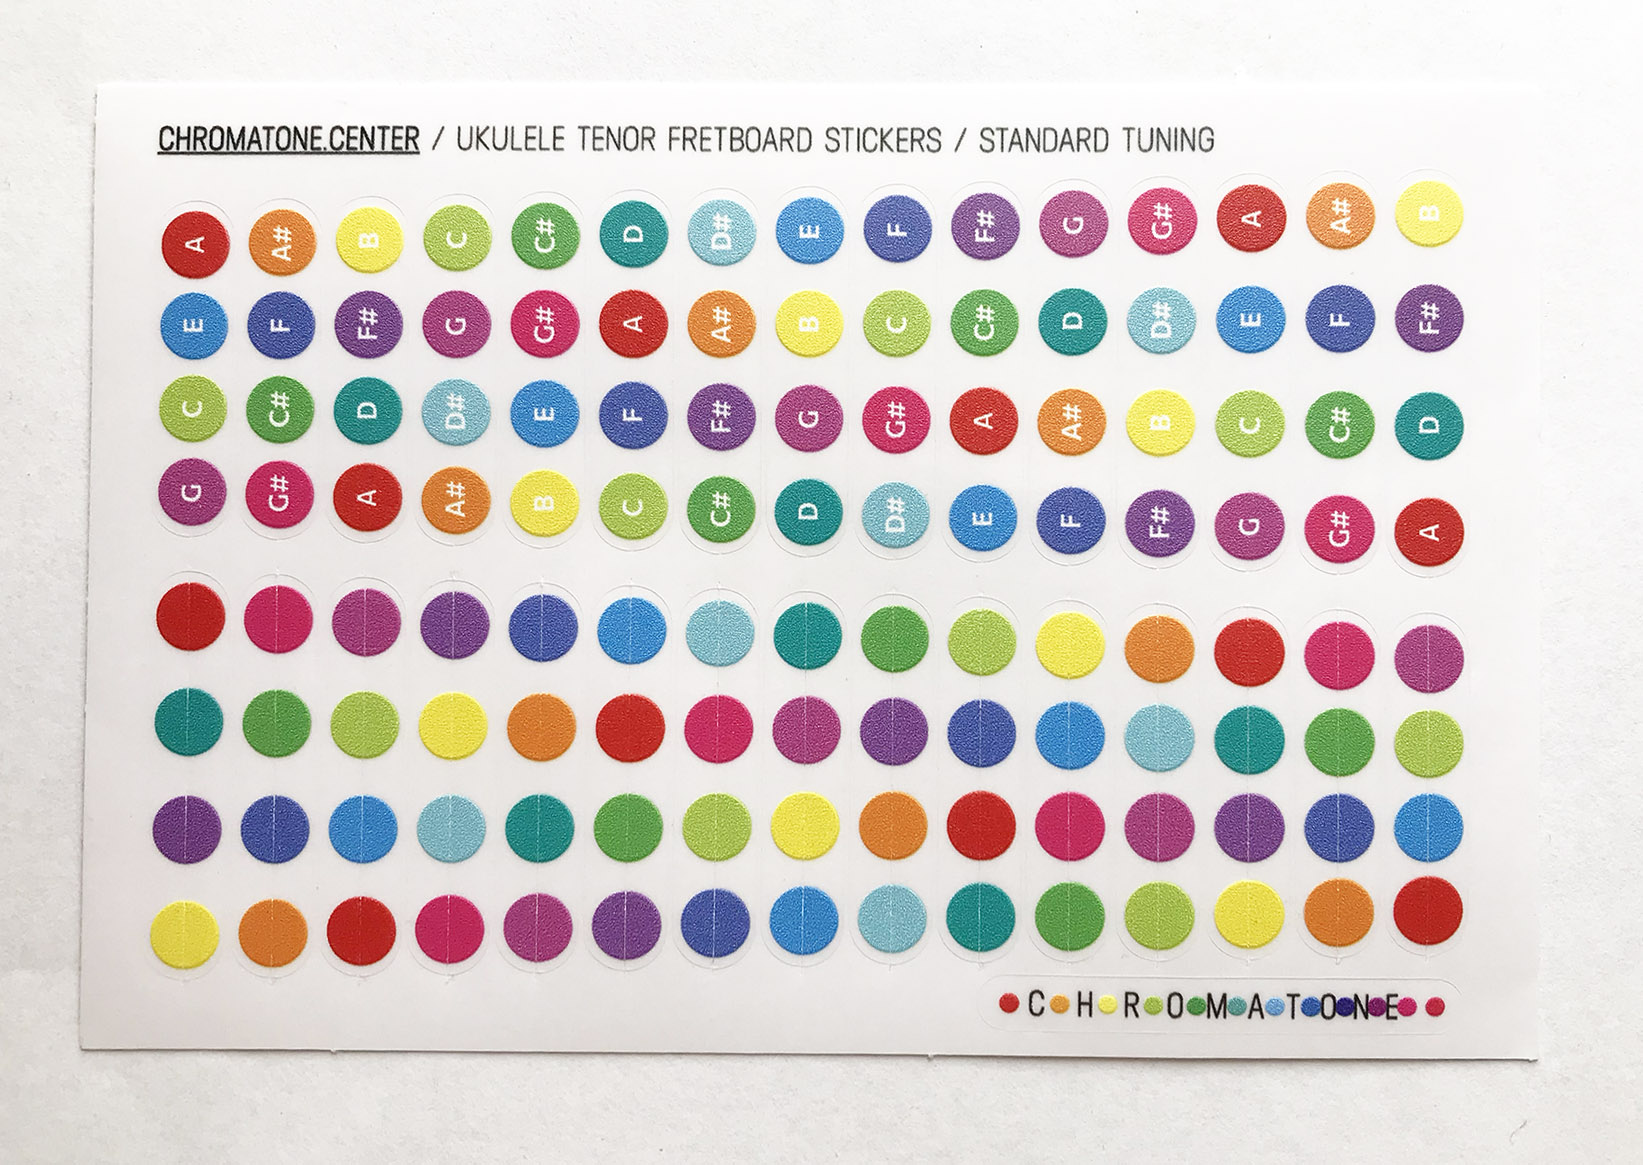 CHROMATONE.CENTER / UKULELE TENOR FRETBOARD STICKERS / STANDARD TUNING
A A# B C C# D D# E F F# G G# A A# B
E F F# G G# A A# B C C# D D# E F F#
C C# D D# E F F# G G# A A# B C C# D
G G# A A# B C C# D D# E F F# G G# A
CHROMATONE